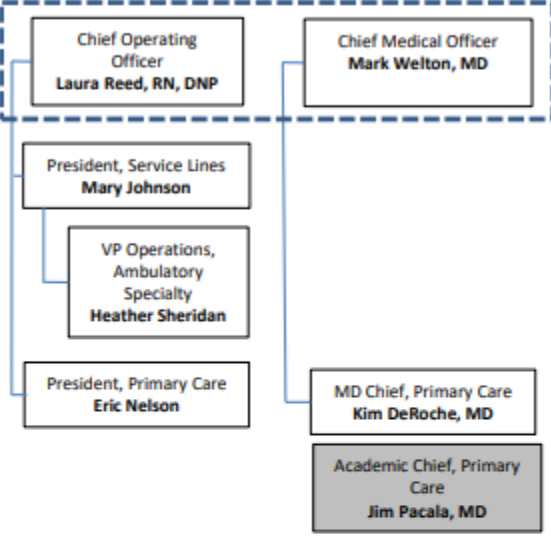 Chief Operating
Officer
Laura Reed, RN, DNP
Chief Medical Officer
Mark Welton, MD
President, Service Lines
Mary Johnson
VP Operations,
Ambulatory
Specialty
Heather Sheridan
President, Primary Care
Eric Nelson
MD Chief, Primary Care
Kim DeRoche, MD
Academic Chief, Primary
Care
Jim Pacala, MD